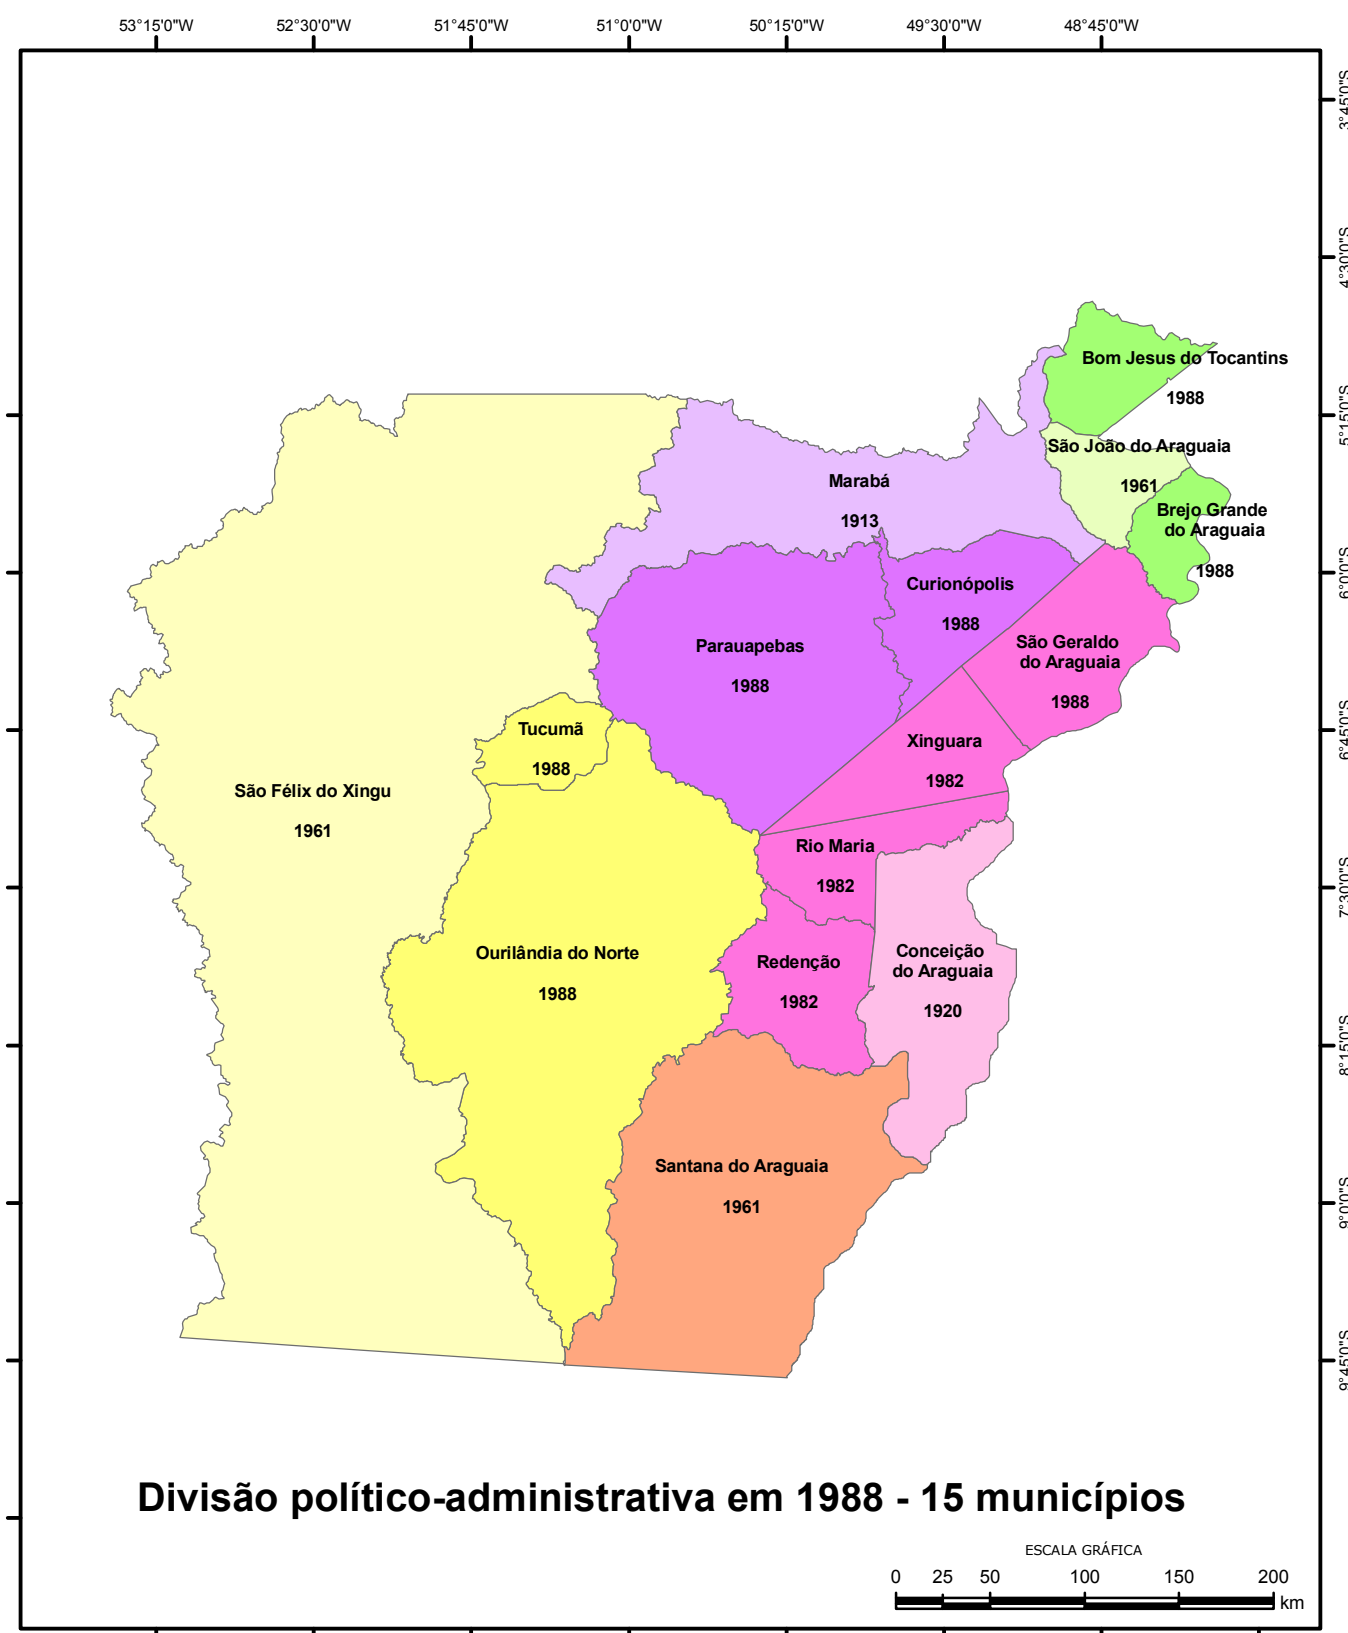 53°15'0"W 52°30'0"W 51°45'0"W 51°0'0"W 50°15'0"W 49°30'0"W 48°45'0"W
3°45'0"S
4°30'0"S
5°15'0"S
6°0'0"S
6°45'0"S
7°30'0"S
8°15'0"S
9°0'0"S
9°45'0"S
Bom Jesus do Tocantins
1988
São João do Araguaia
1961
Marabá
1913
Brejo Grande
do Araguaia
1988
Curionópolis
1988
Parauapebas
1988
São Geraldo
do Araguaia
1988
Tucumã
1988
Xinguara
1982
São Félix do Xingu
1961
Rio Maria
1982
Ourilândia do Norte
1988
Redenção
1982
Conceição
do Araguaia
1920
Santana do Araguaia
1961
Divisão político-administrativa em 1988 - 15 municípios
ESCALA GRÁFICA
0 25 50 100 150 200
km